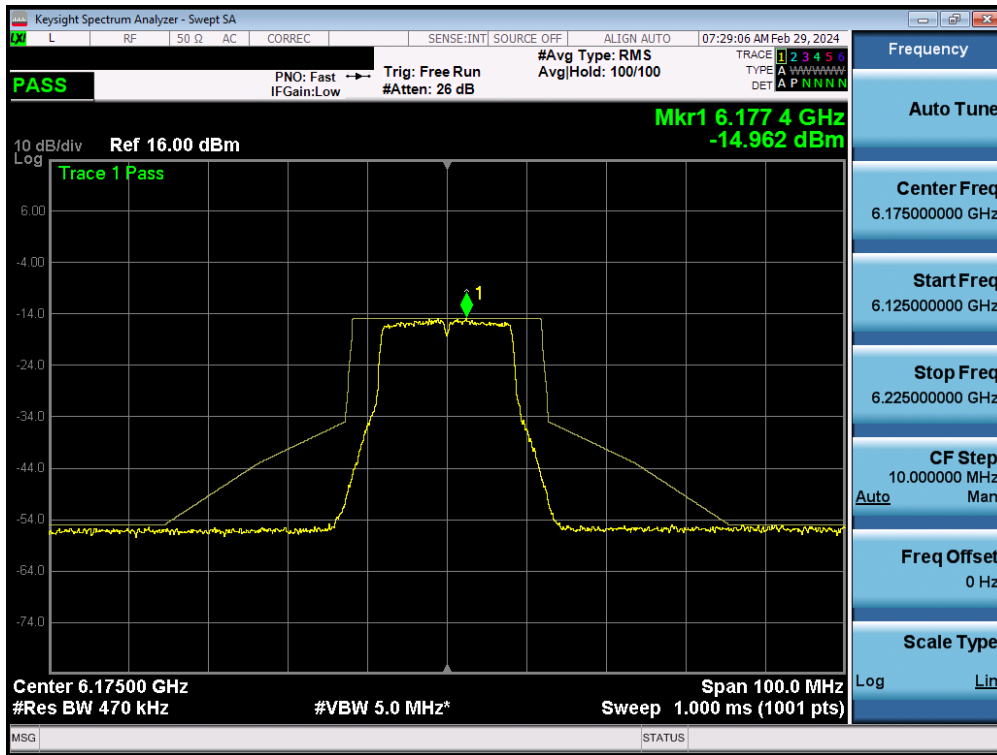 Keysight Spectrum Analyzer - Swept SA
LXI L RF 50 Ω AC CORREC SENSE:INT SOURCE OFF ALIGN AUTO 07:29:06 AM Feb 29, 2024
PASS
PNO: Fast
IFGain:Low
Trig: Free Run
#Atten: 26 dB
#Avg Type: RMS
Avg|Hold: 100/100
TRACE 1 2 3 4 5 6
TYPE A WWWWW
DET A P N N N N
Mkr1 6.177 4 GHz
-14.962 dBm
10 dB/div Ref 16.00 dBm
Log
Trace 1 Pass
6.00
-4.00
-14.0
-24.0
-34.0
-44.0
-54.0
-64.0
-74.0
1
Center 6.17500 GHz Span 100.0 MHz
#Res BW 470 kHz #VBW 5.0 MHz* Sweep 1.000 ms (1001 pts)
MSG STATUS
Frequency
Auto Tune
Center Freq
6.175000000 GHz
Start Freq
6.125000000 GHz
Stop Freq
6.225000000 GHz
CF Step
10.000000 MHz
Auto Man
Freq Offset
0 Hz
Scale Type
Log Lin